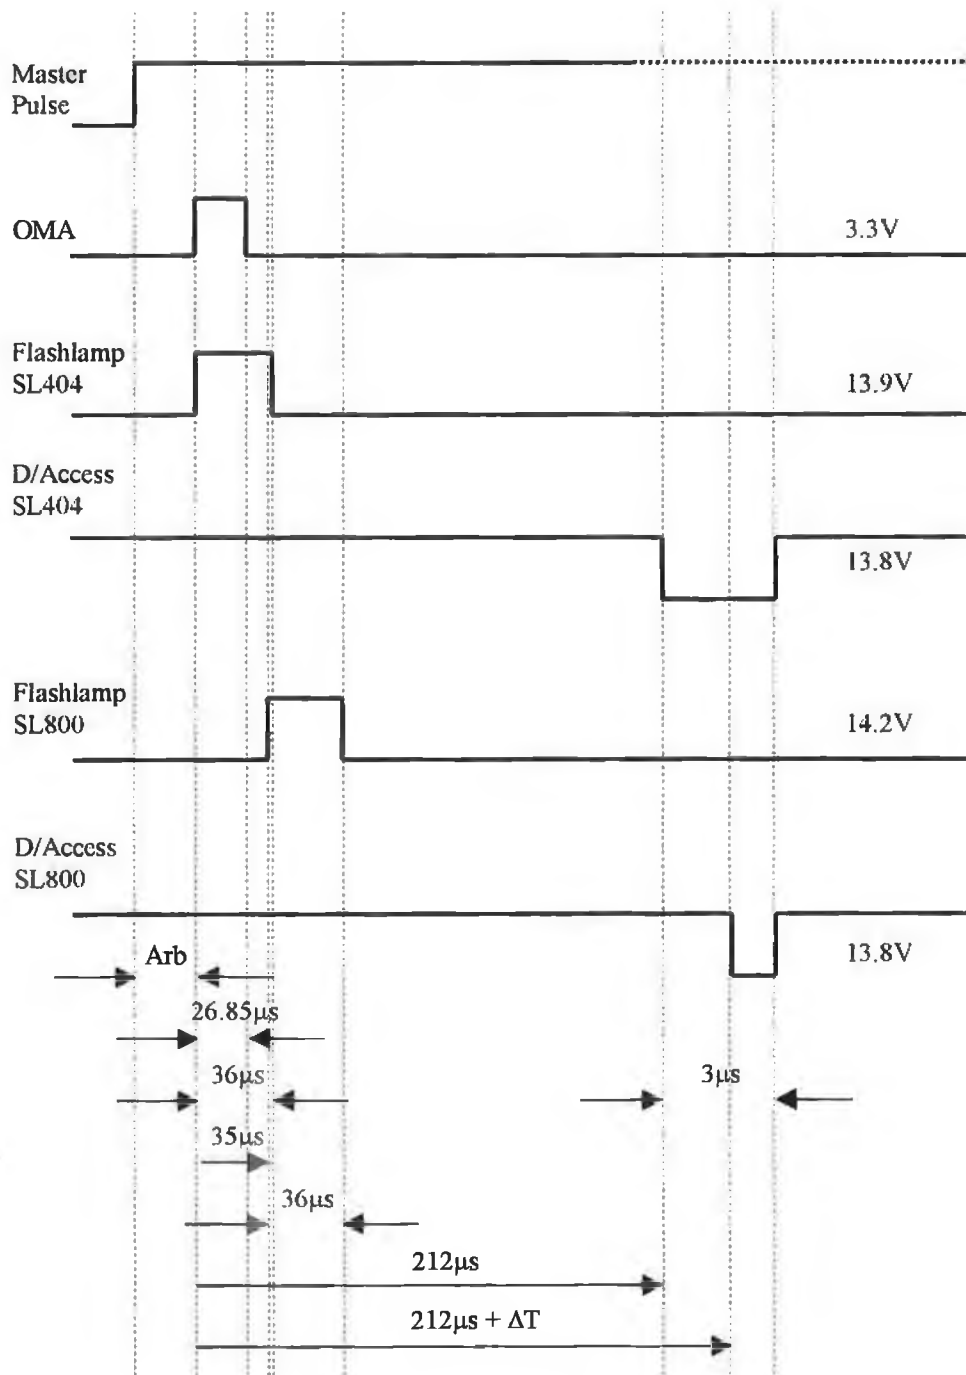 Master
Pulse
OMA
3.3V
Flashlamp
SL404
13.9V
D/Access
SL404
13.8V
Flashlamp
SL800
14.2V
D/Access
SL800
13.8V
Arb
26.85μs
36μs
3μs
35μs
36μs
212μs
212μs + ΔT